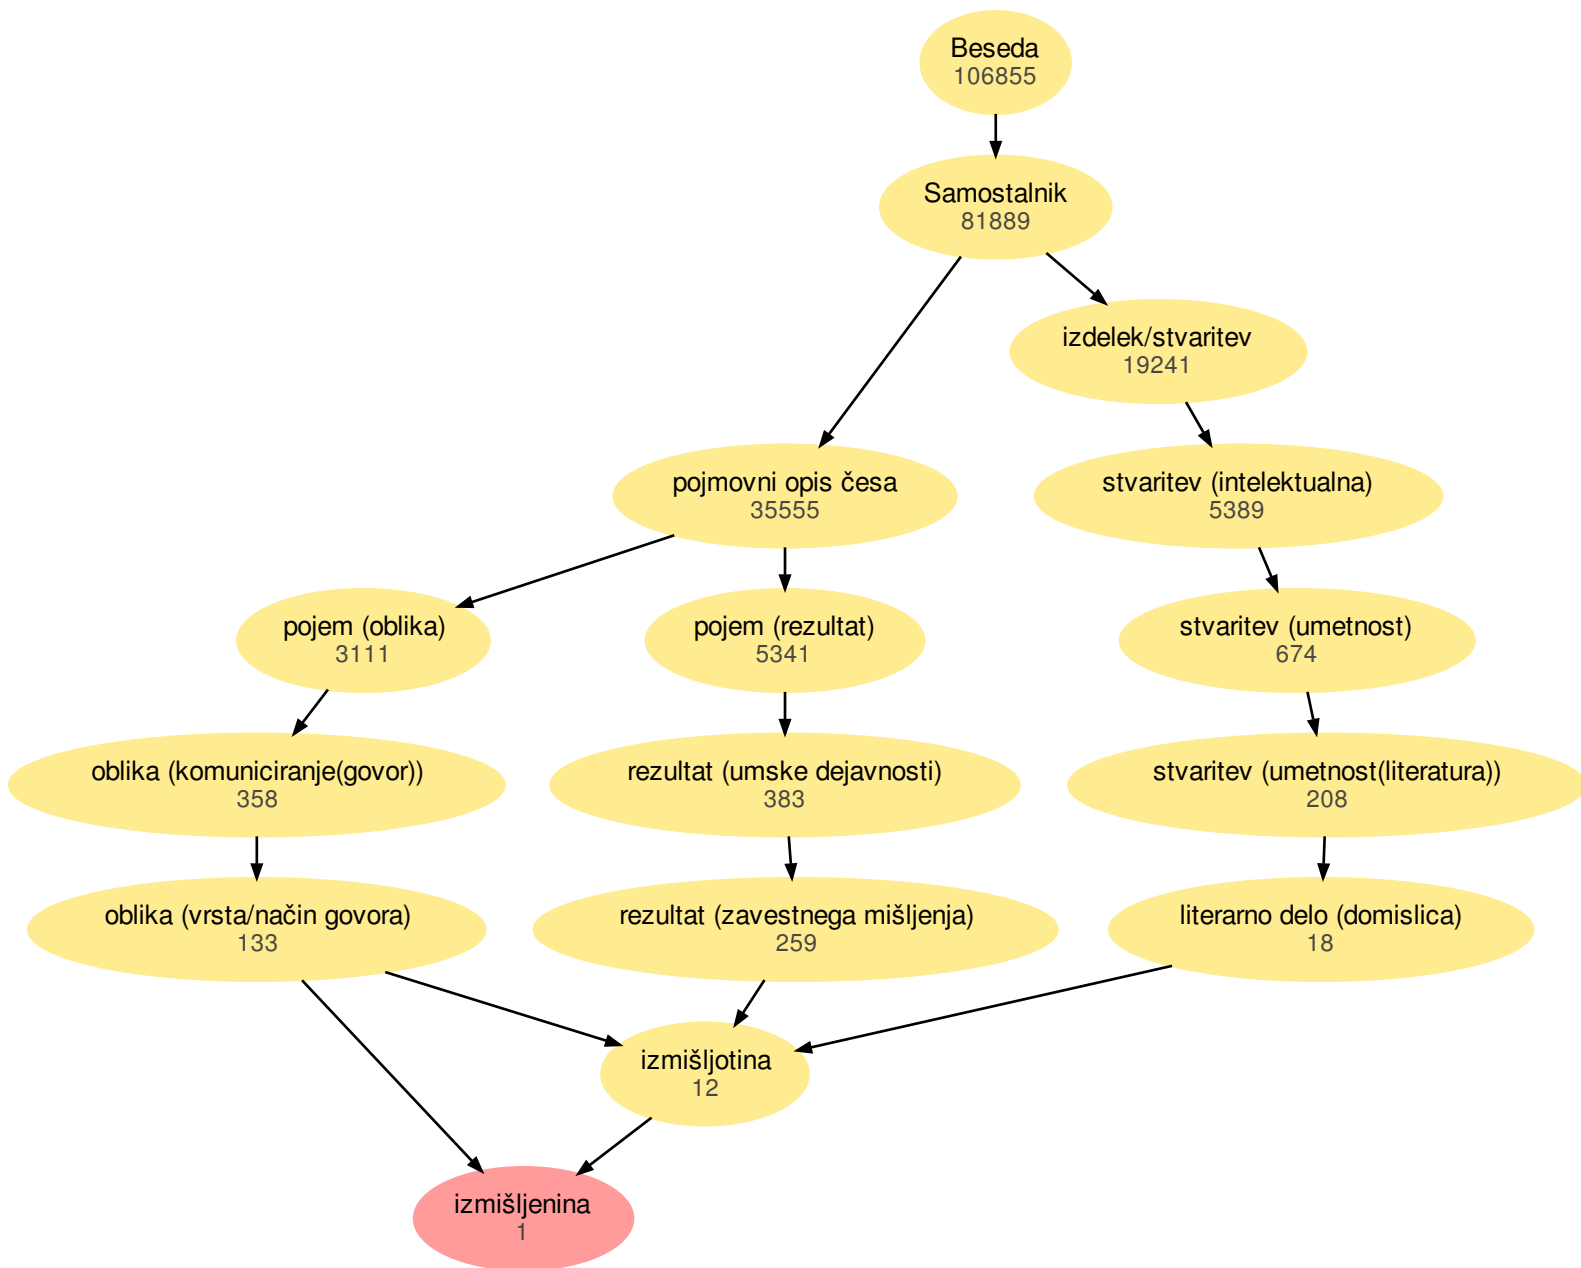 Beseda
106855
Samostalnik
81889
izdelek/stvaritev
19241
pojmovni opis česa
35555
stvaritev (intelektualna)
5389
pojem (oblika)
3111
pojem (rezultat)
5341
stvaritev (umetnost)
674
oblika (komuniciranje(govor))
358
rezultat (umske dejavnosti)
383
stvaritev (umetnost(literatura))
208
oblika (vrsta/način govora)
133
rezultat (zavestnega mišljenja)
259
literarno delo (domislica)
18
izmišljotina
12
izmišljenina
1